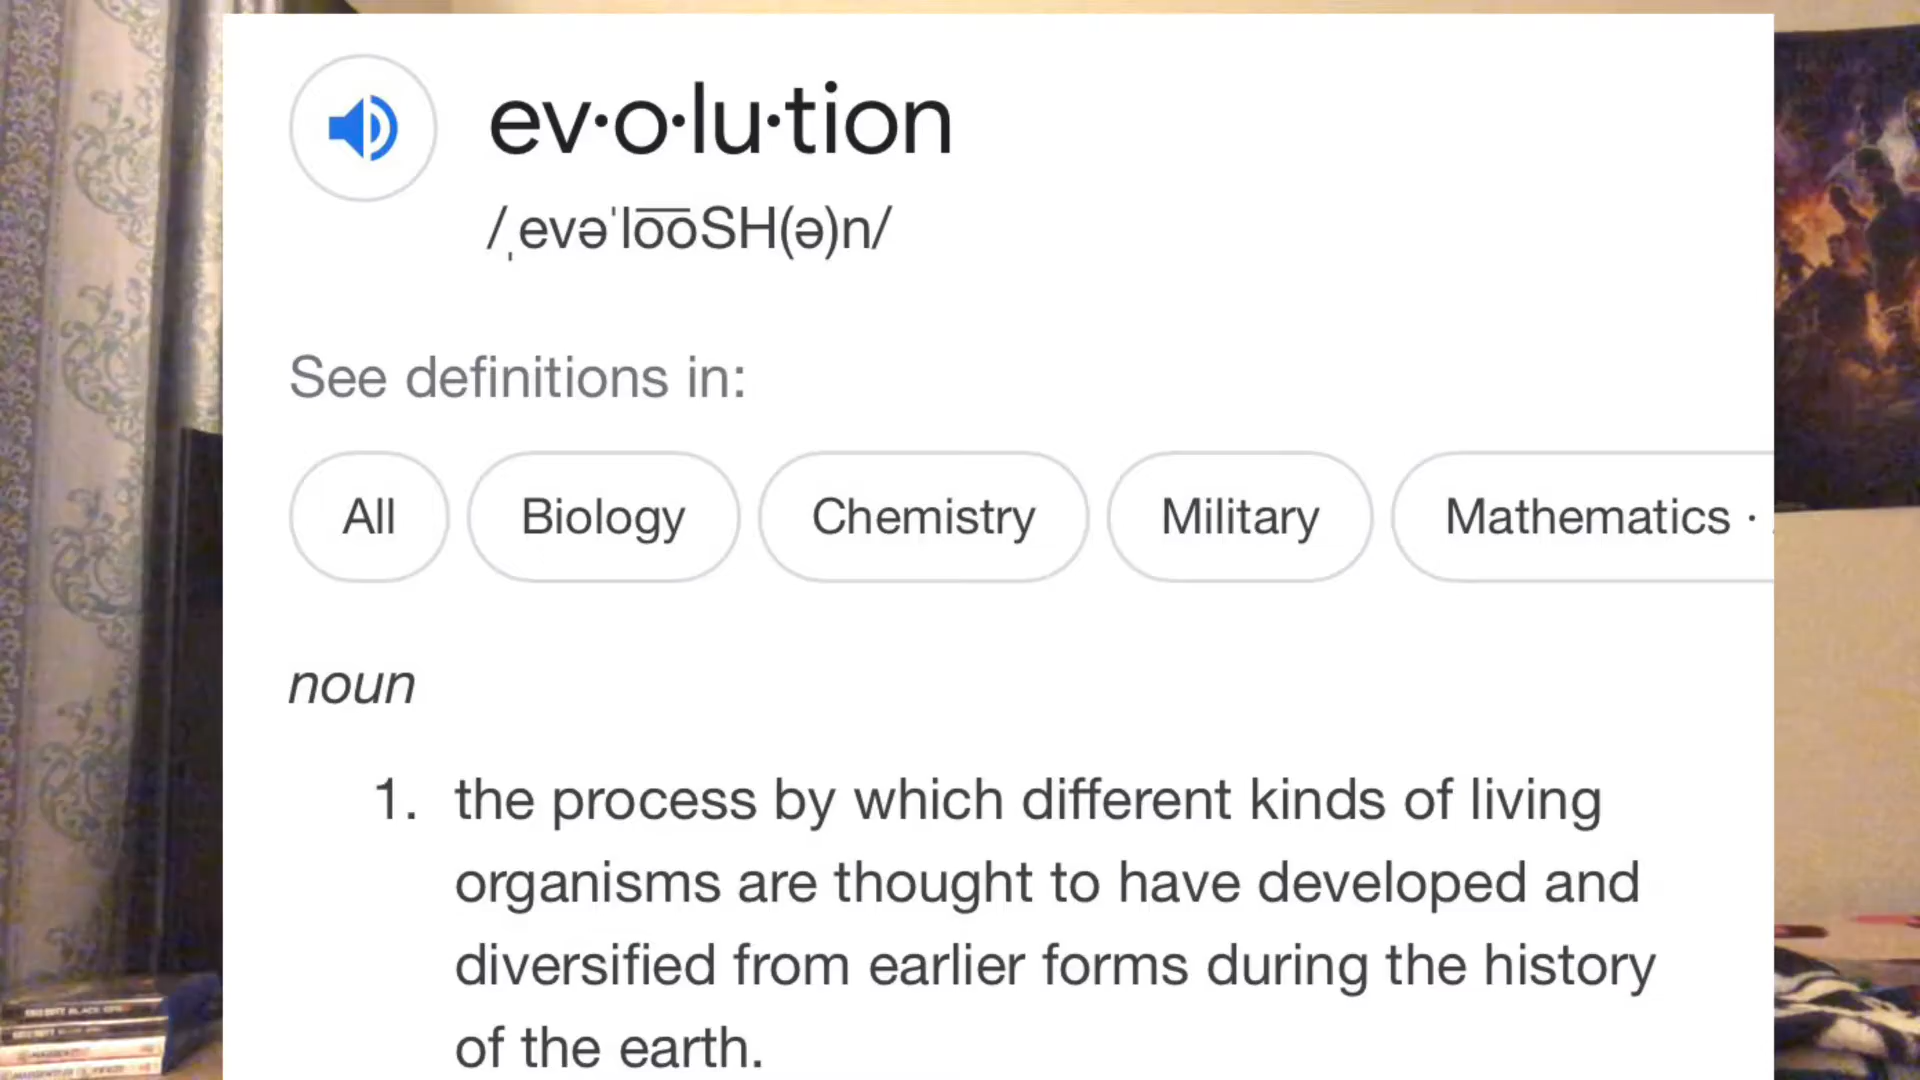 ev·o·lu·tion
/ˌevəˈlo͞oSH(ə)n/
See definitions in:
All
Biology
Chemistry
Military
Mathematics ·
noun
1. the process by which different kinds of living
organisms are thought to have developed and
diversified from earlier forms during the history
of the earth.